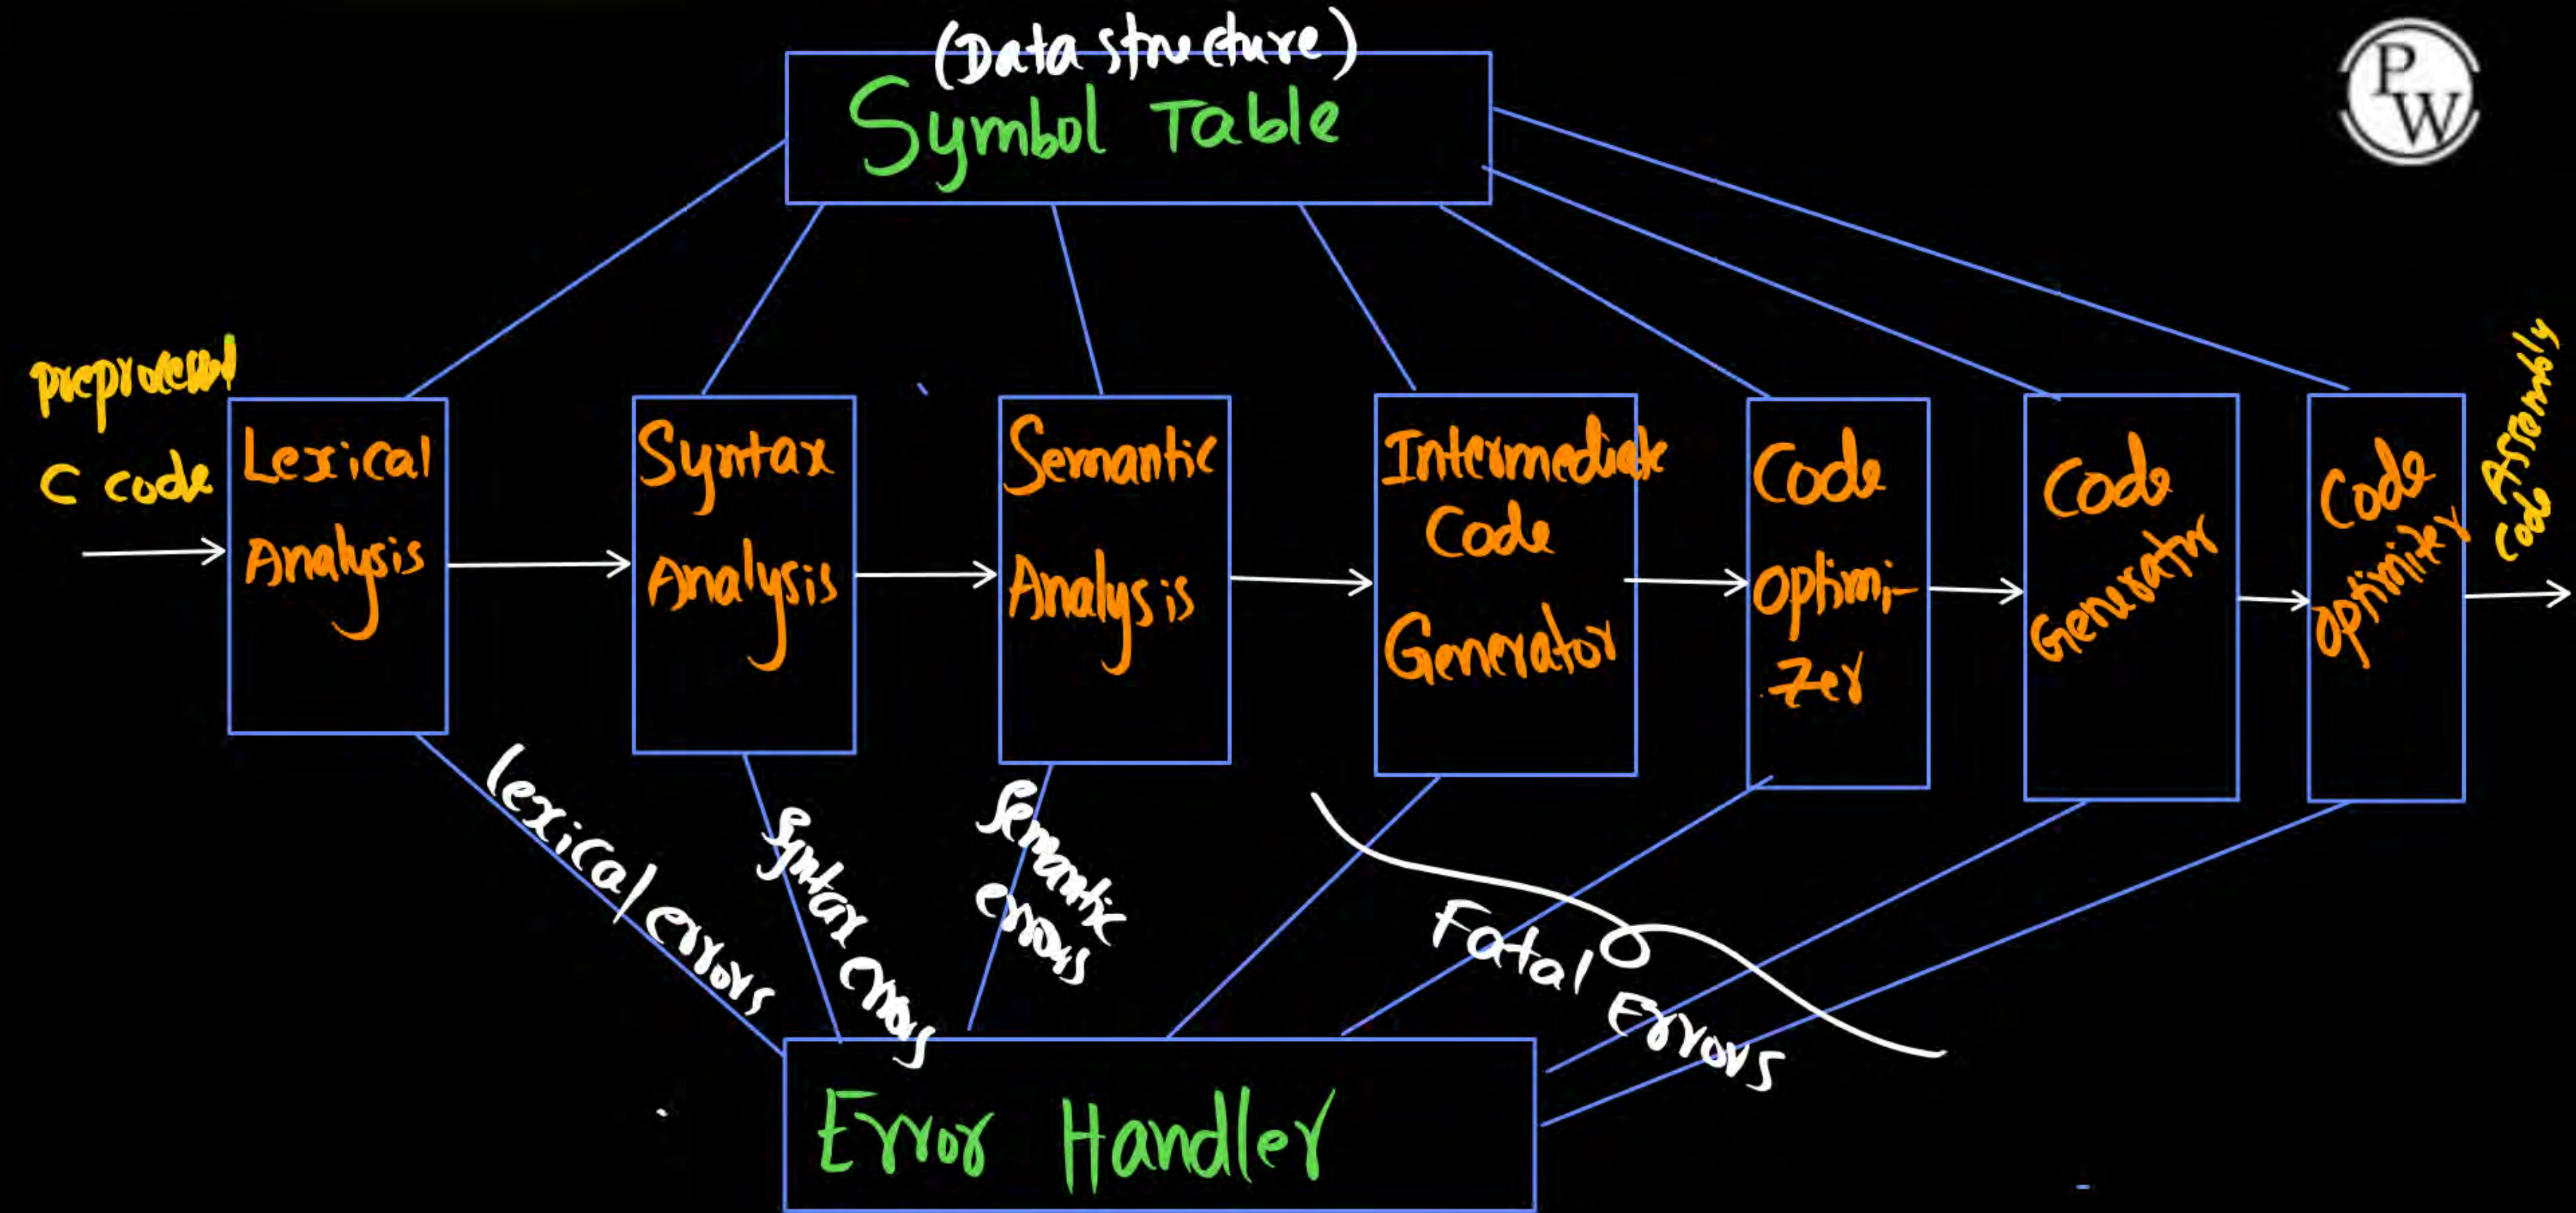 (Data structure)
Symbol Table
PW
preprocessed
C code
Lexical
Analysis
Syntax
Analysis
Semantic
Analysis
Intermediate
Code
Generator
Code
Optimi-
zer
Code
Generator
Code
Optimizer
Assembly
Code
Lexical errors
Syntax errors
Semantic
errors
Fatal Errors
Error Handler